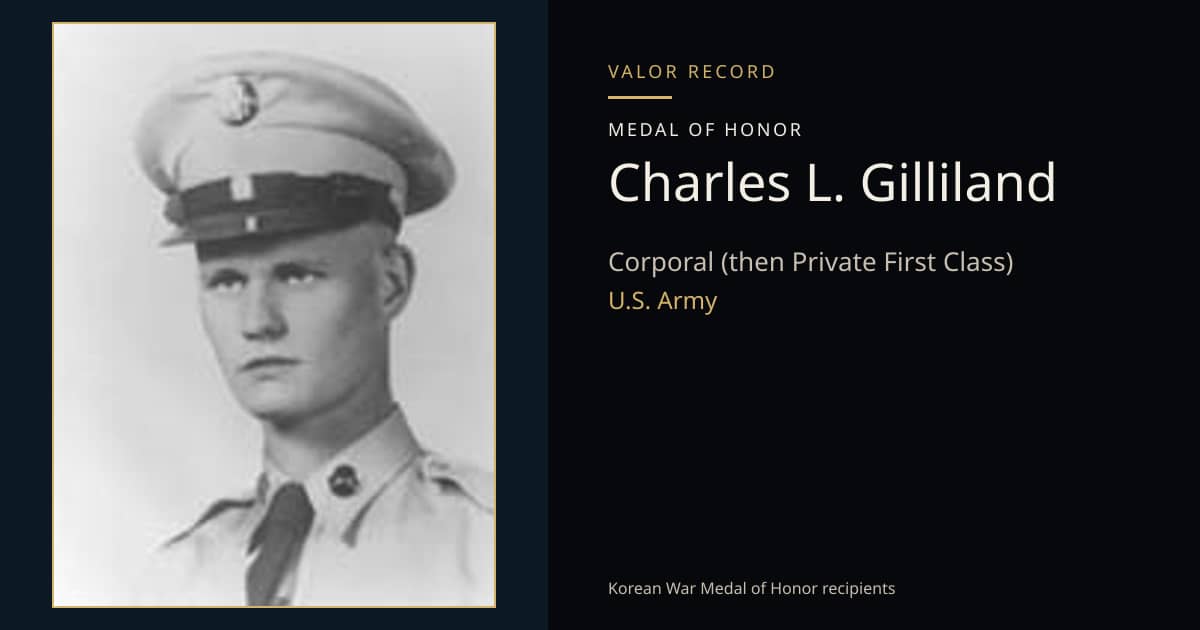 VALOR RECORD
MEDAL OF HONOR
Charles L. Gilliland
Corporal (then Private First Class)
U.S. Army
Korean War Medal of Honor recipients